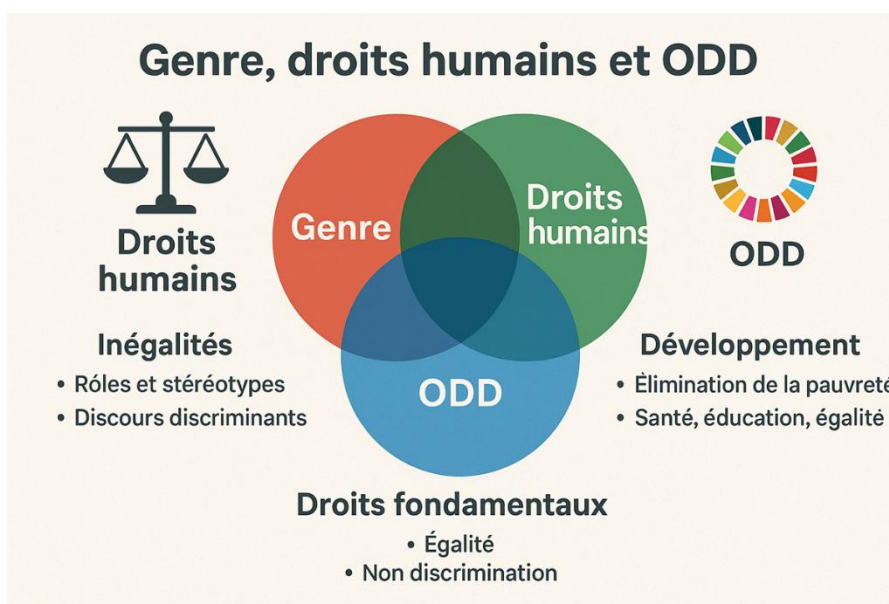 Genre, droits humains et ODD
Genre
Droits
humains
ODD
Droits
humains
ODD
Inégalités
• Róles et stéréotypes
• Discours discriminants
Développement
• Èlimination de la pauvreté
• Santé, éducation, égalité
Droits fondamentaux
• Égalité
• Non discrimination